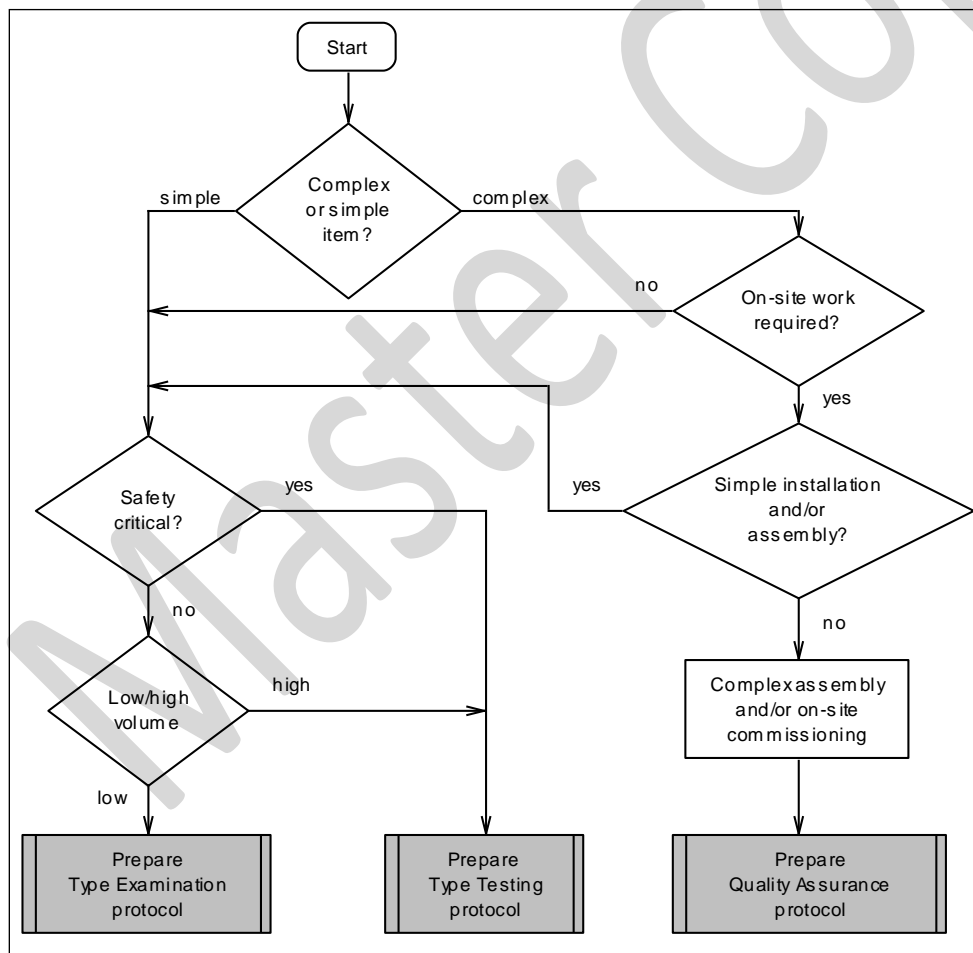 Start
Complex
or simple
item?
simple
complex
On-site work
required?
no
yes
Simple installation
and/or
assembly?
yes
no
Safety
critical?
yes
no
Low/high
volume
high
low
Complex assembly
and/or on-site
commissioning
Prepare
Type Examination
protocol
Prepare
Type Testing
protocol
Prepare
Quality Assurance
protocol
Master